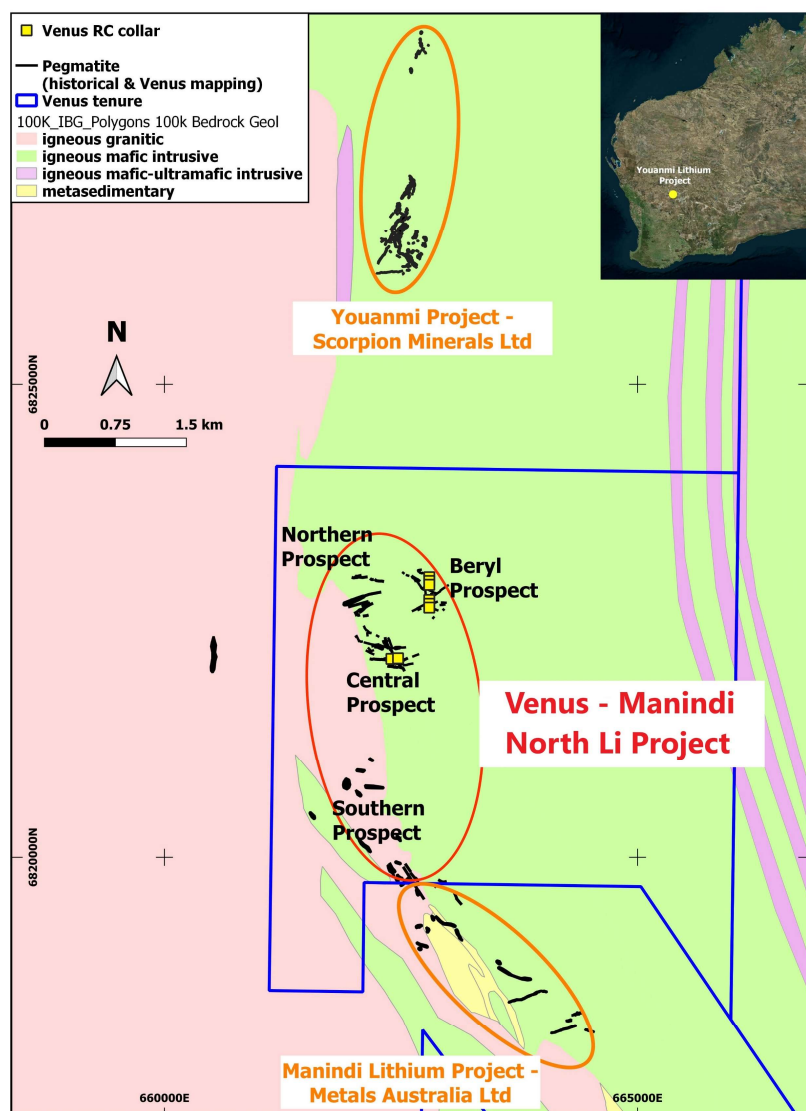 Venus RC collar
Pegmatite
(historical & Venus mapping)
Venus tenure
100K_IBG_Polygons 100k Bedrock Geol
igneous granitic
igneous mafic intrusive
igneous mafic-ultramafic intrusive
metasedimentary
Youanmi Lithium
Project
Youanmi Project -
Scorpion Minerals Ltd
N
0 0.75 1.5 km
6825000N
Northern
Prospect
Beryl
Prospect
Central
Prospect
Venus - Manindi
North Li Project
Southern
Prospect
6820000N
Manindi Lithium Project -
Metals Australia Ltd
660000E 665000E